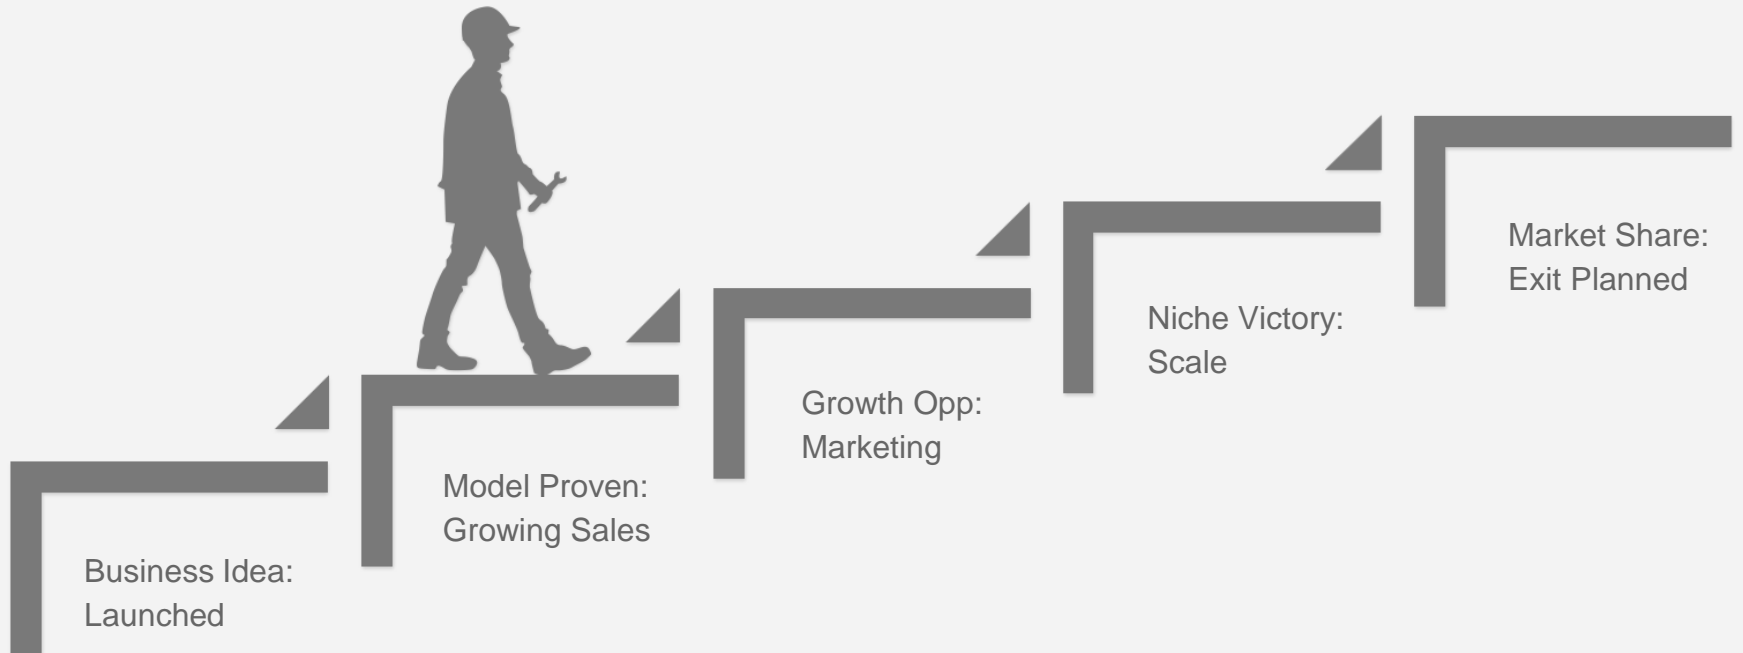 Business Idea:
Launched
Model Proven:
Growing Sales
Growth Opp:
Marketing
Niche Victory:
Scale
Market Share:
Exit Planned